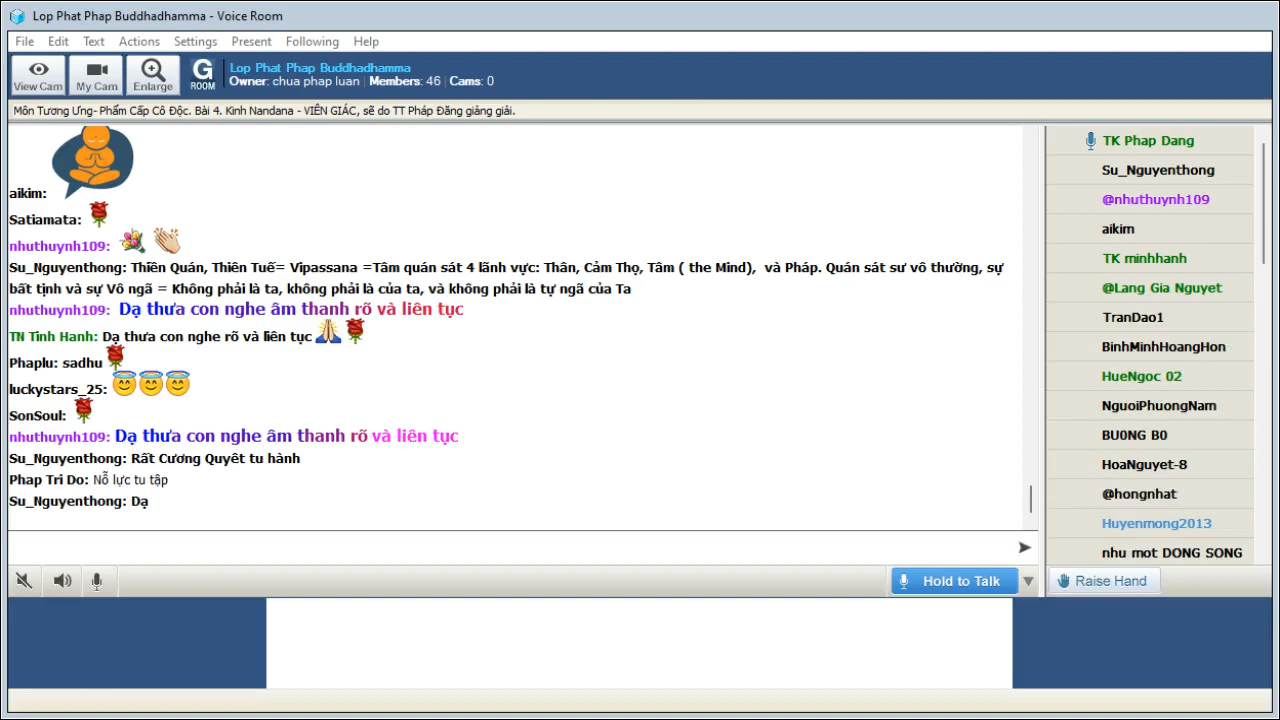 Lop Phat Phap Buddhadhamma - Voice Room
File Edit Text Actions Settings Present Following Help
View Cam My Cam Enlarge G ROOM
Lop Phat Phap Buddhadhamma
Owner: chua phap luan | Members: 46 | Cams: 0
Môn Tương Ưng- Phẩm Cấp Cô Độc. Bài 4. Kinh Nandana - VIÊN GIÁC, sẽ do TT Pháp Đăng giảng giải.
aikim:
Satiamata:
nhuthuynh109:
Su_Nguyenthong: Thiền Quán, Thiên Tuế= Vipassana =Tâm quán sát 4 lãnh vực: Thân, Cảm Thọ, Tâm ( the Mind), và Pháp. Quán sát sư vô thường, sự
bất tịnh và sự Vô ngã = Không phải là ta, không phải là của ta, và không phải là tự ngã của Ta
nhuthuynh109: Dạ thưa con nghe âm thanh rõ và liên tục
TN Tinh Hanh: Dạ thưa con nghe rõ và liên tục
Phaplu: sadhu
luckystars_25:
SonSoul:
nhuthuynh109: Dạ thưa con nghe âm thanh rõ và liên tục
Su_Nguyenthong: Rất Cương Quyêt tu hành
Phap Tri Do: Nỗ lực tu tập
Su_Nguyenthong: Dạ
TK Phap Dang
Su_Nguyenthong
@nhuthuynh109
aikim
TK minhhanh
@Lang Gia Nguyet
TranDao1
BinhMinhHoangHon
HueNgoc 02
NguoiPhuongNam
BU0NG B0
HoaNguyet-8
@hongnhat
Huyenmong2013
nhu mot DONG SONG
Hold to Talk
Raise Hand